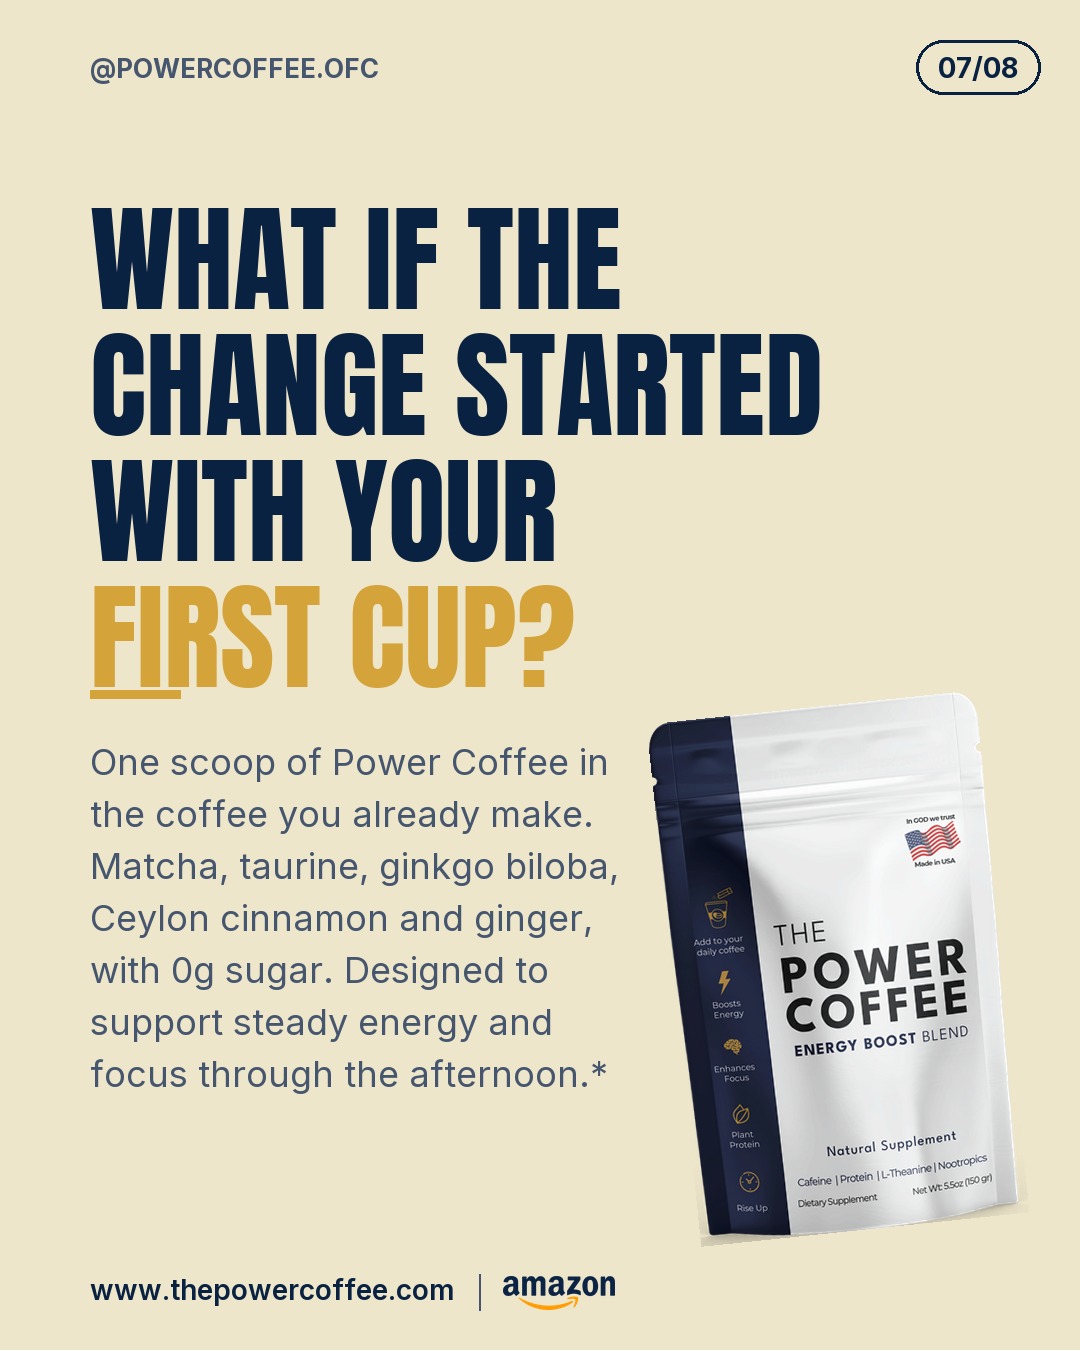 @POWERCOFFEE.OFC
07/08
WHAT IF THE
CHANGE STARTED
WITH YOUR
FIRST CUP?
One scoop of Power Coffee in
the coffee you already make.
Matcha, taurine, ginkgo biloba,
Ceylon cinnamon and ginger,
with 0g sugar. Designed to
support steady energy and
focus through the afternoon.*
In GOD we trust
Made in USA
Add to your
daily coffee
Boosts
Energy
Enhances
Focus
Plant
Protein
Rise Up
THE
POWER
COFFEE
ENERGY BOOST BLEND
Natural Supplement
Cafeine | Protein | L-Theanine | Nootropics
Dietary Supplement
Net Wt: 5.5oz (150 gr)
www.thepowercoffee.com
amazon